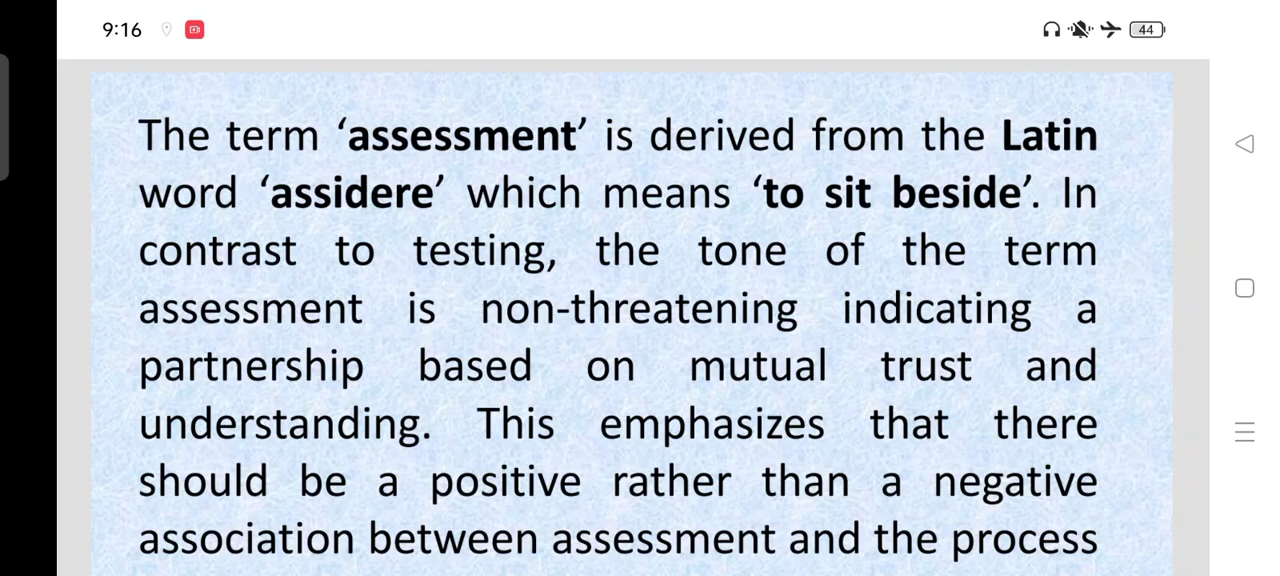 9:16
44
The term ‘assessment’ is derived from the Latin
word ‘assidere’ which means ‘to sit beside’. In
contrast to testing, the tone of the term
assessment is non-threatening indicating a
partnership based on mutual trust and
understanding. This emphasizes that there
should be a positive rather than a negative
association between assessment and the process